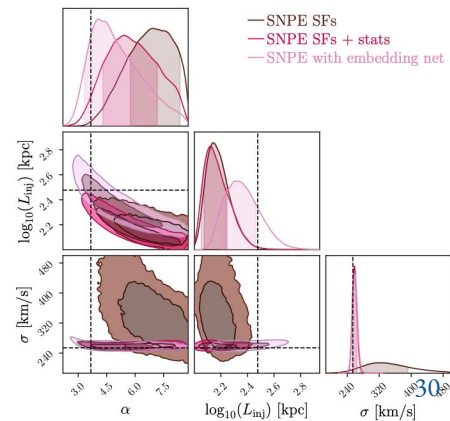 SNPE SFs
SNPE SFs + stats
SNPE with embedding net
log₁₀(L_inj) [kpc]
2.8
2.6
2.4
2.2
σ [km/s]
480
400
320
240
3.0 4.5 6.0 7.5
α
2.2 2.4 2.6 2.8
log₁₀(L_inj) [kpc]
240 320 400 480
σ [km/s]
30